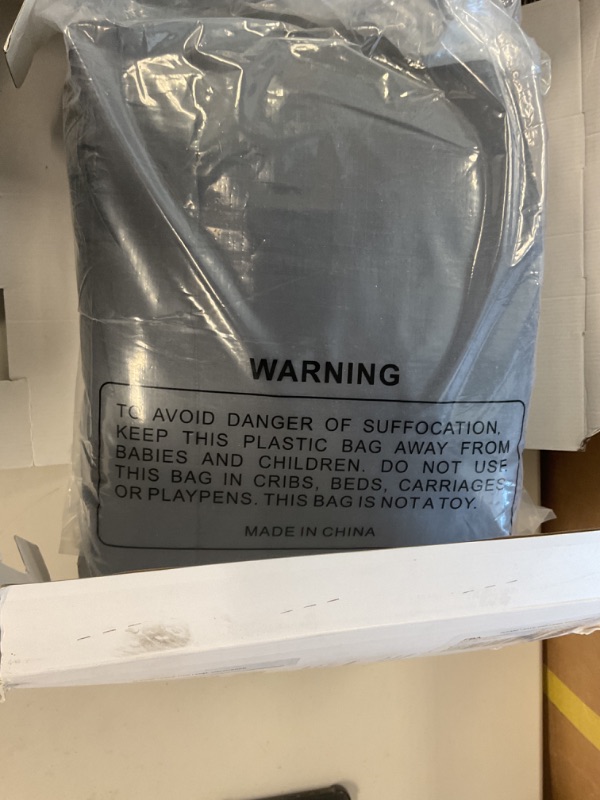 WARNING
TO AVOID DANGER OF SUFFOCATION,
KEEP THIS PLASTIC BAG AWAY FROM
BABIES AND CHILDREN. DO NOT USE
THIS BAG IN CRIBS, BEDS, CARRIAGES
OR PLAYPENS. THIS BAG IS NOT A TOY.
MADE IN CHINA